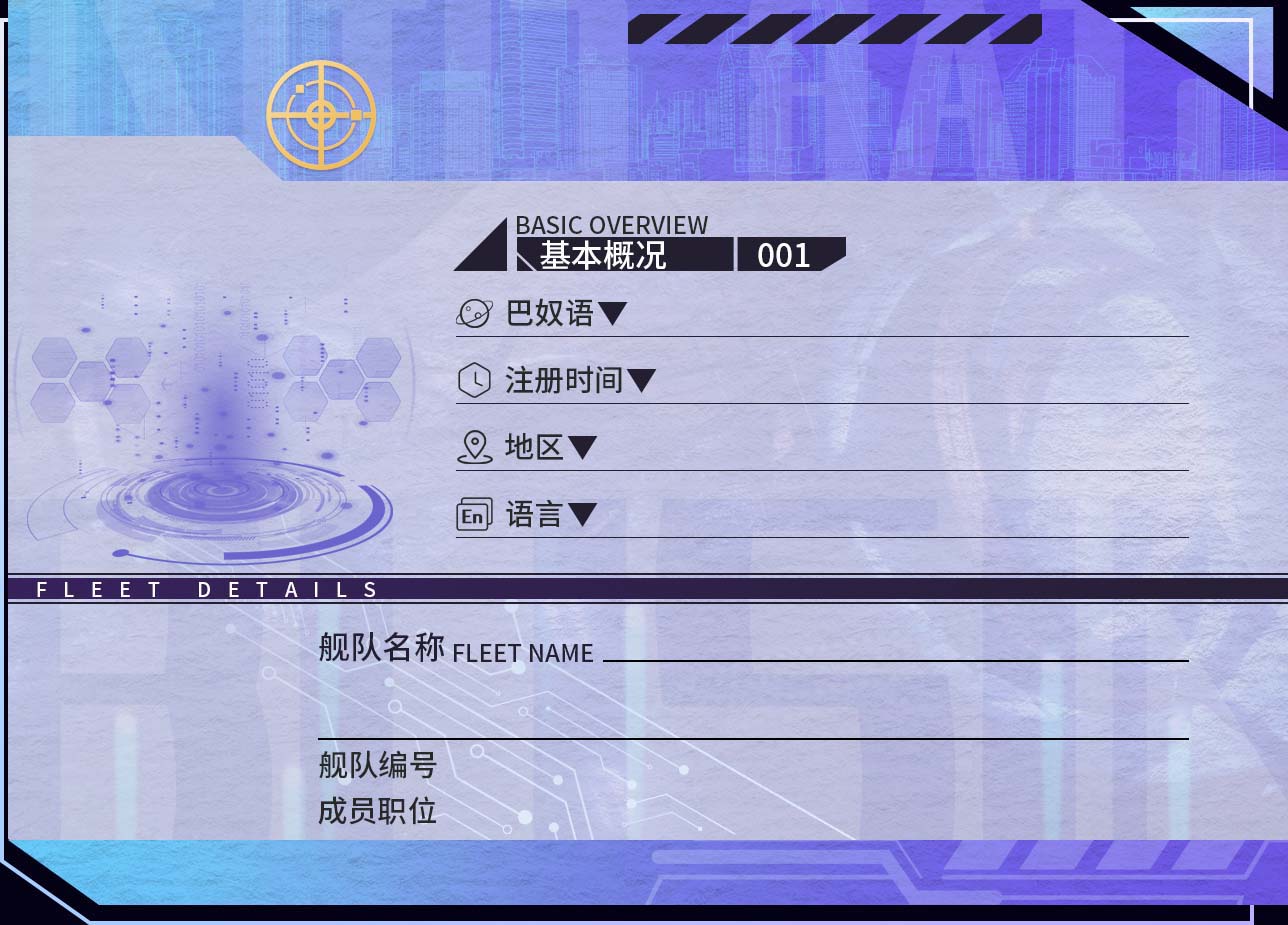 BASIC OVERVIEW
基本概况 001
巴奴语▼
注册时间▼
地区▼
En 语言▼
FLEET DETAILS
舰队名称 FLEET NAME
舰队编号
成员职位